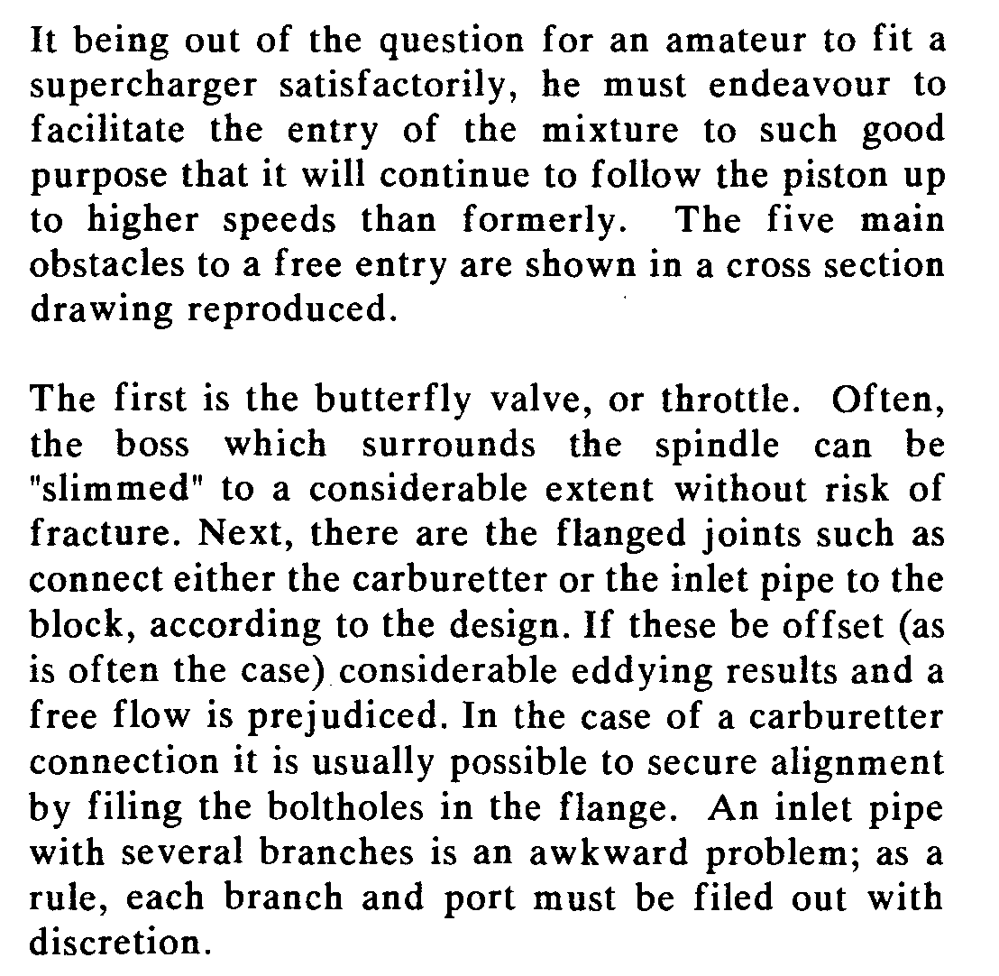 It being out of the question for an amateur to fit a
supercharger satisfactorily, he must endeavour to
facilitate the entry of the mixture to such good
purpose that it will continue to follow the piston up
to higher speeds than formerly. The five main
obstacles to a free entry are shown in a cross section
drawing reproduced.
The first is the butterfly valve, or throttle. Often,
the boss which surrounds the spindle can be
"slimmed" to a considerable extent without risk of
fracture. Next, there are the flanged joints such as
connect either the carburetter or the inlet pipe to the
block, according to the design. If these be offset (as
is often the case) considerable eddying results and a
free flow is prejudiced. In the case of a carburetter
connection it is usually possible to secure alignment
by filing the boltholes in the flange. An inlet pipe
with several branches is an awkward problem; as a
rule, each branch and port must be filed out with
discretion.